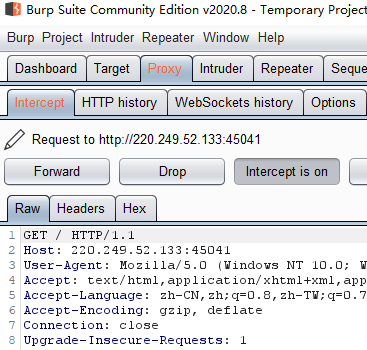 Burp Suite Community Edition v2020.8 - Temporary Project
Burp Project Intruder Repeater Window Help
Dashboard Target Proxy Intruder Repeater Seque
Intercept HTTP history WebSockets history Options
Request to http://220.249.52.133:45041
Forward Drop Intercept is on
Raw Headers Hex
1 GET / HTTP/1.1
2 Host: 220.249.52.133:45041
3 User-Agent: Mozilla/5.0 (Windows NT 10.0; W
4 Accept: text/html,application/xhtml+xml,app
5 Accept-Language: zh-CN,zh;q=0.8,zh-TW;q=0.7
6 Accept-Encoding: gzip, deflate
7 Connection: close
8 Upgrade-Insecure-Requests: 1